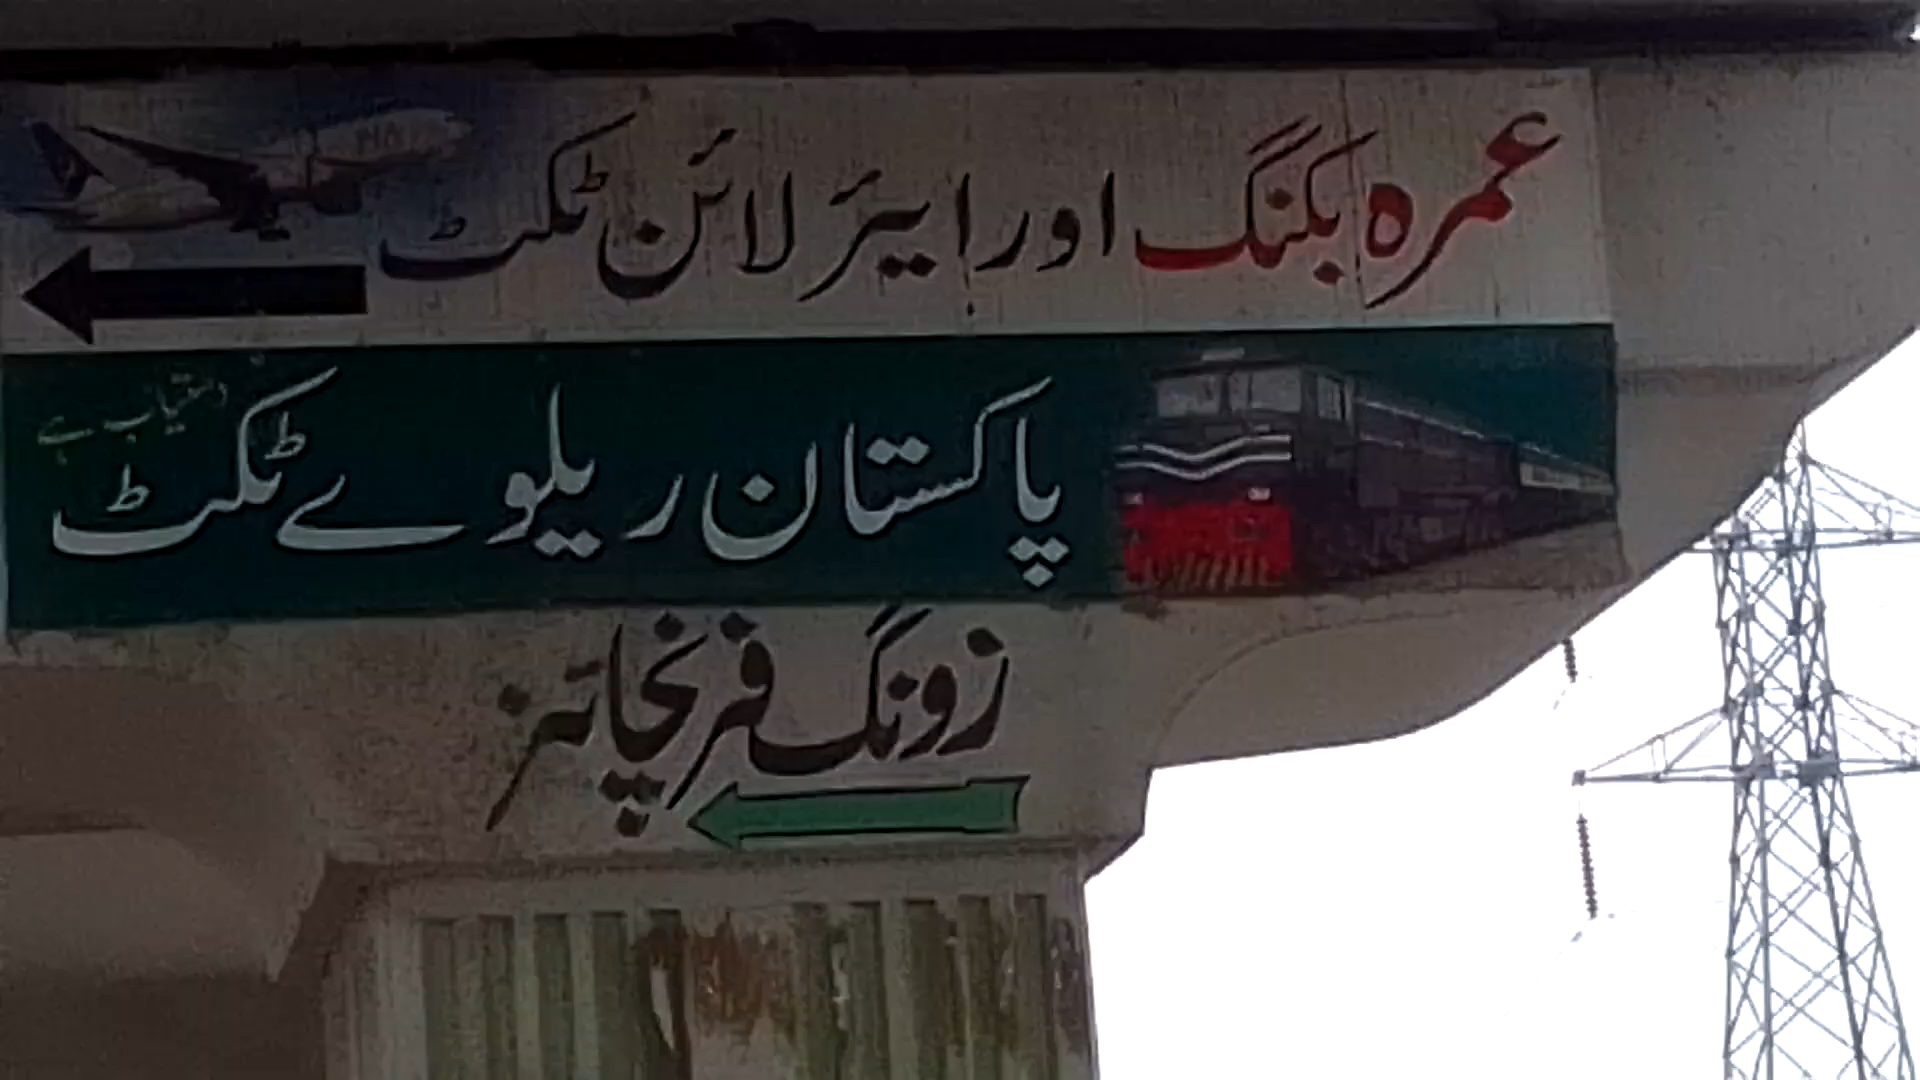 عمرہ بکنگ اور ایئر لائن ٹکٹ
پاکستان ریلوے ٹکٹ
دستیاب ہے
زونگ فرنچائز